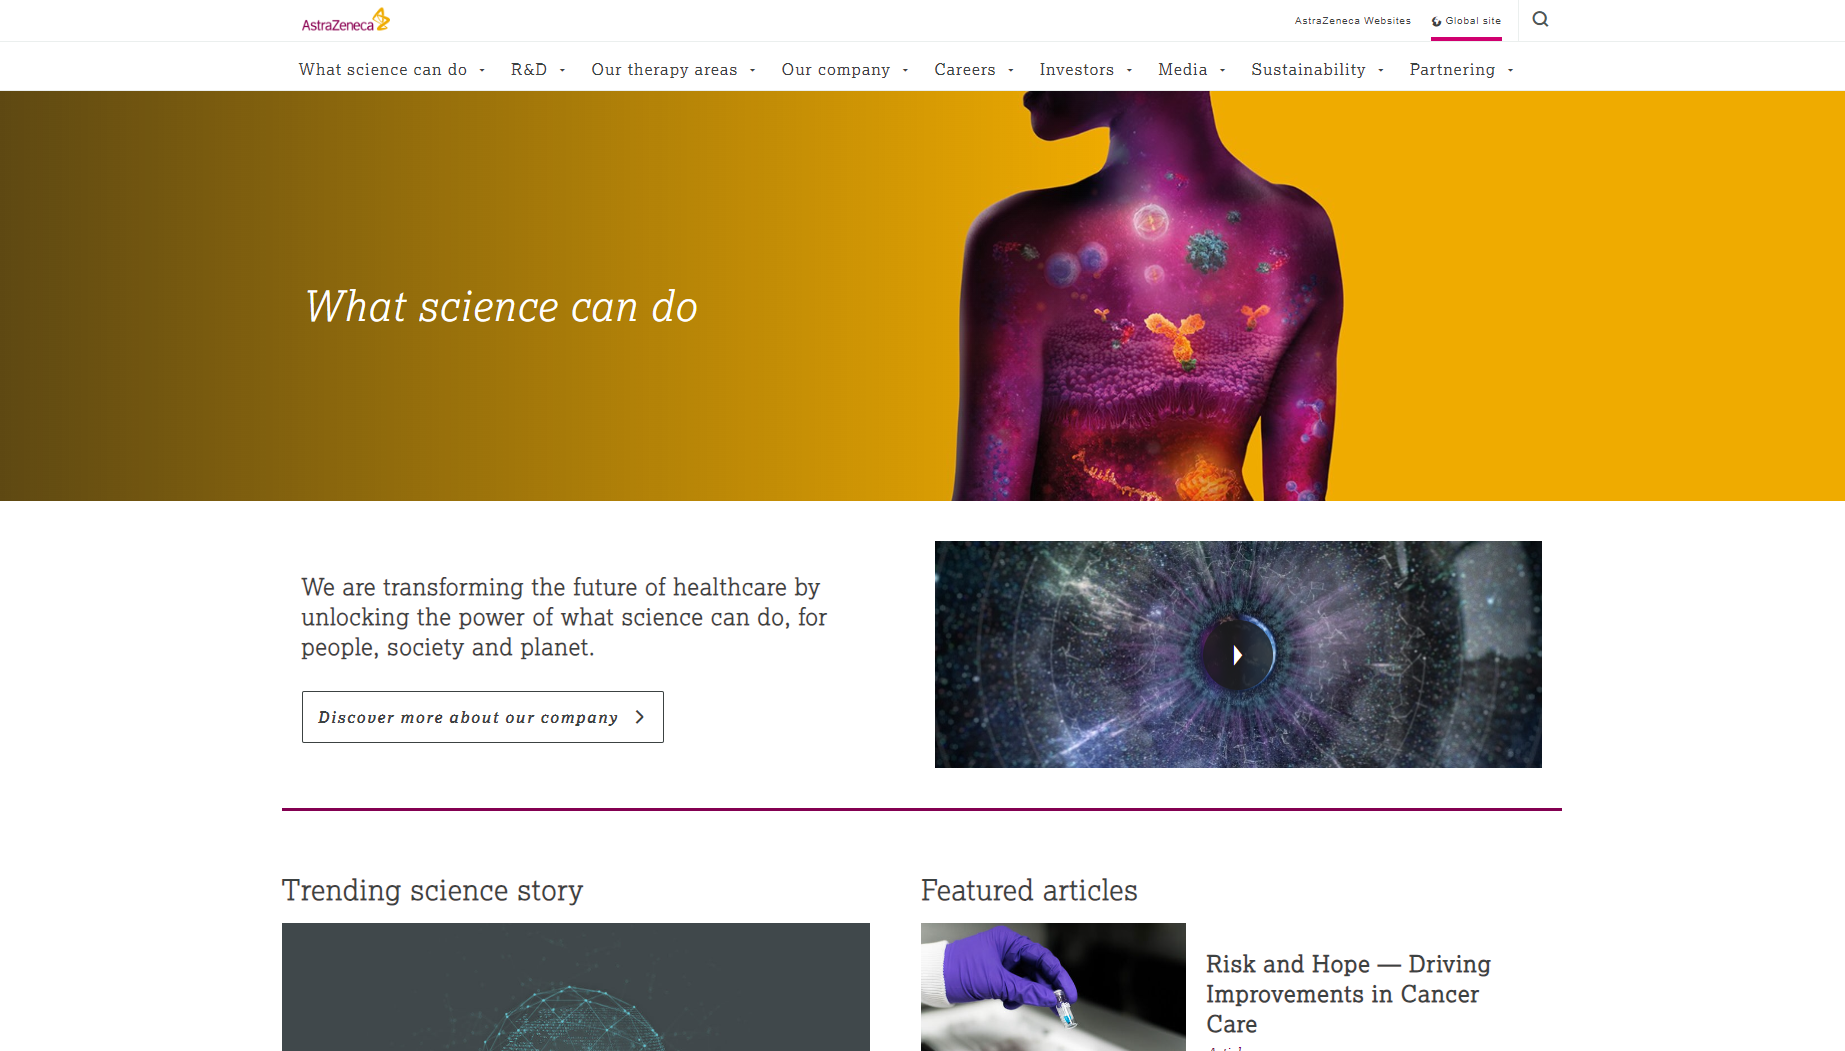 AstraZeneca
AstraZeneca Websites
Global site
What science can do
R&D
Our therapy areas
Our company
Careers
Investors
Media
Sustainability
Partnering
What science can do
We are transforming the future of healthcare by
unlocking the power of what science can do, for
people, society and planet.
Discover more about our company
Trending science story
Featured articles
Risk and Hope — Driving
Improvements in Cancer
Care